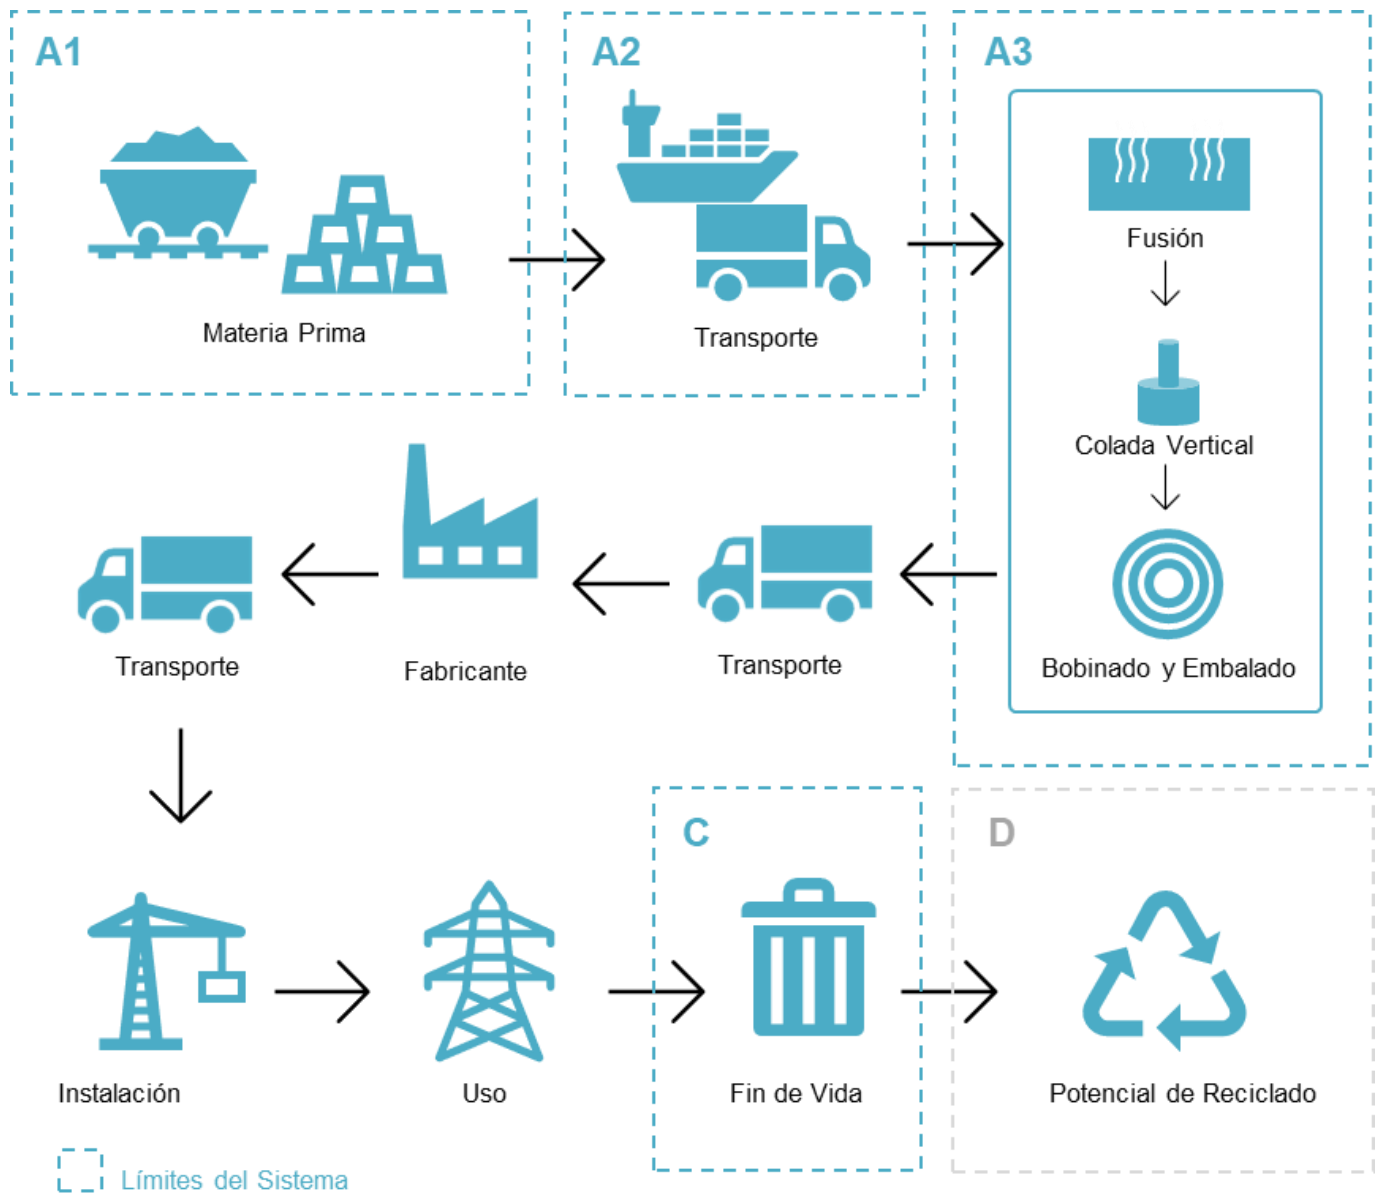 A1
A2
A3
Materia Prima
Transporte
Fusión
Colada Vertical
Bobinado y Embalado
Transporte
Fabricante
Transporte
Instalación
Uso
C
Fin de Vida
D
Potencial de Reciclado
Límites del Sistema